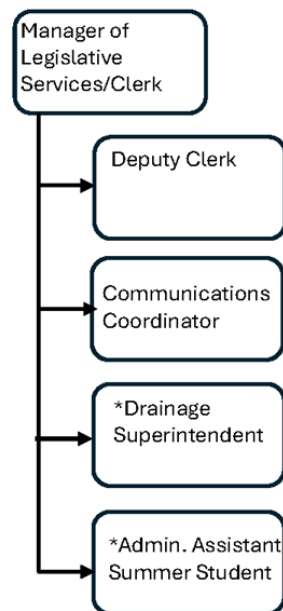 Manager of
Legislative
Services/Clerk
Deputy Clerk
Communications
Coordinator
*Drainage
Superintendent
*Admin. Assistant
Summer Student